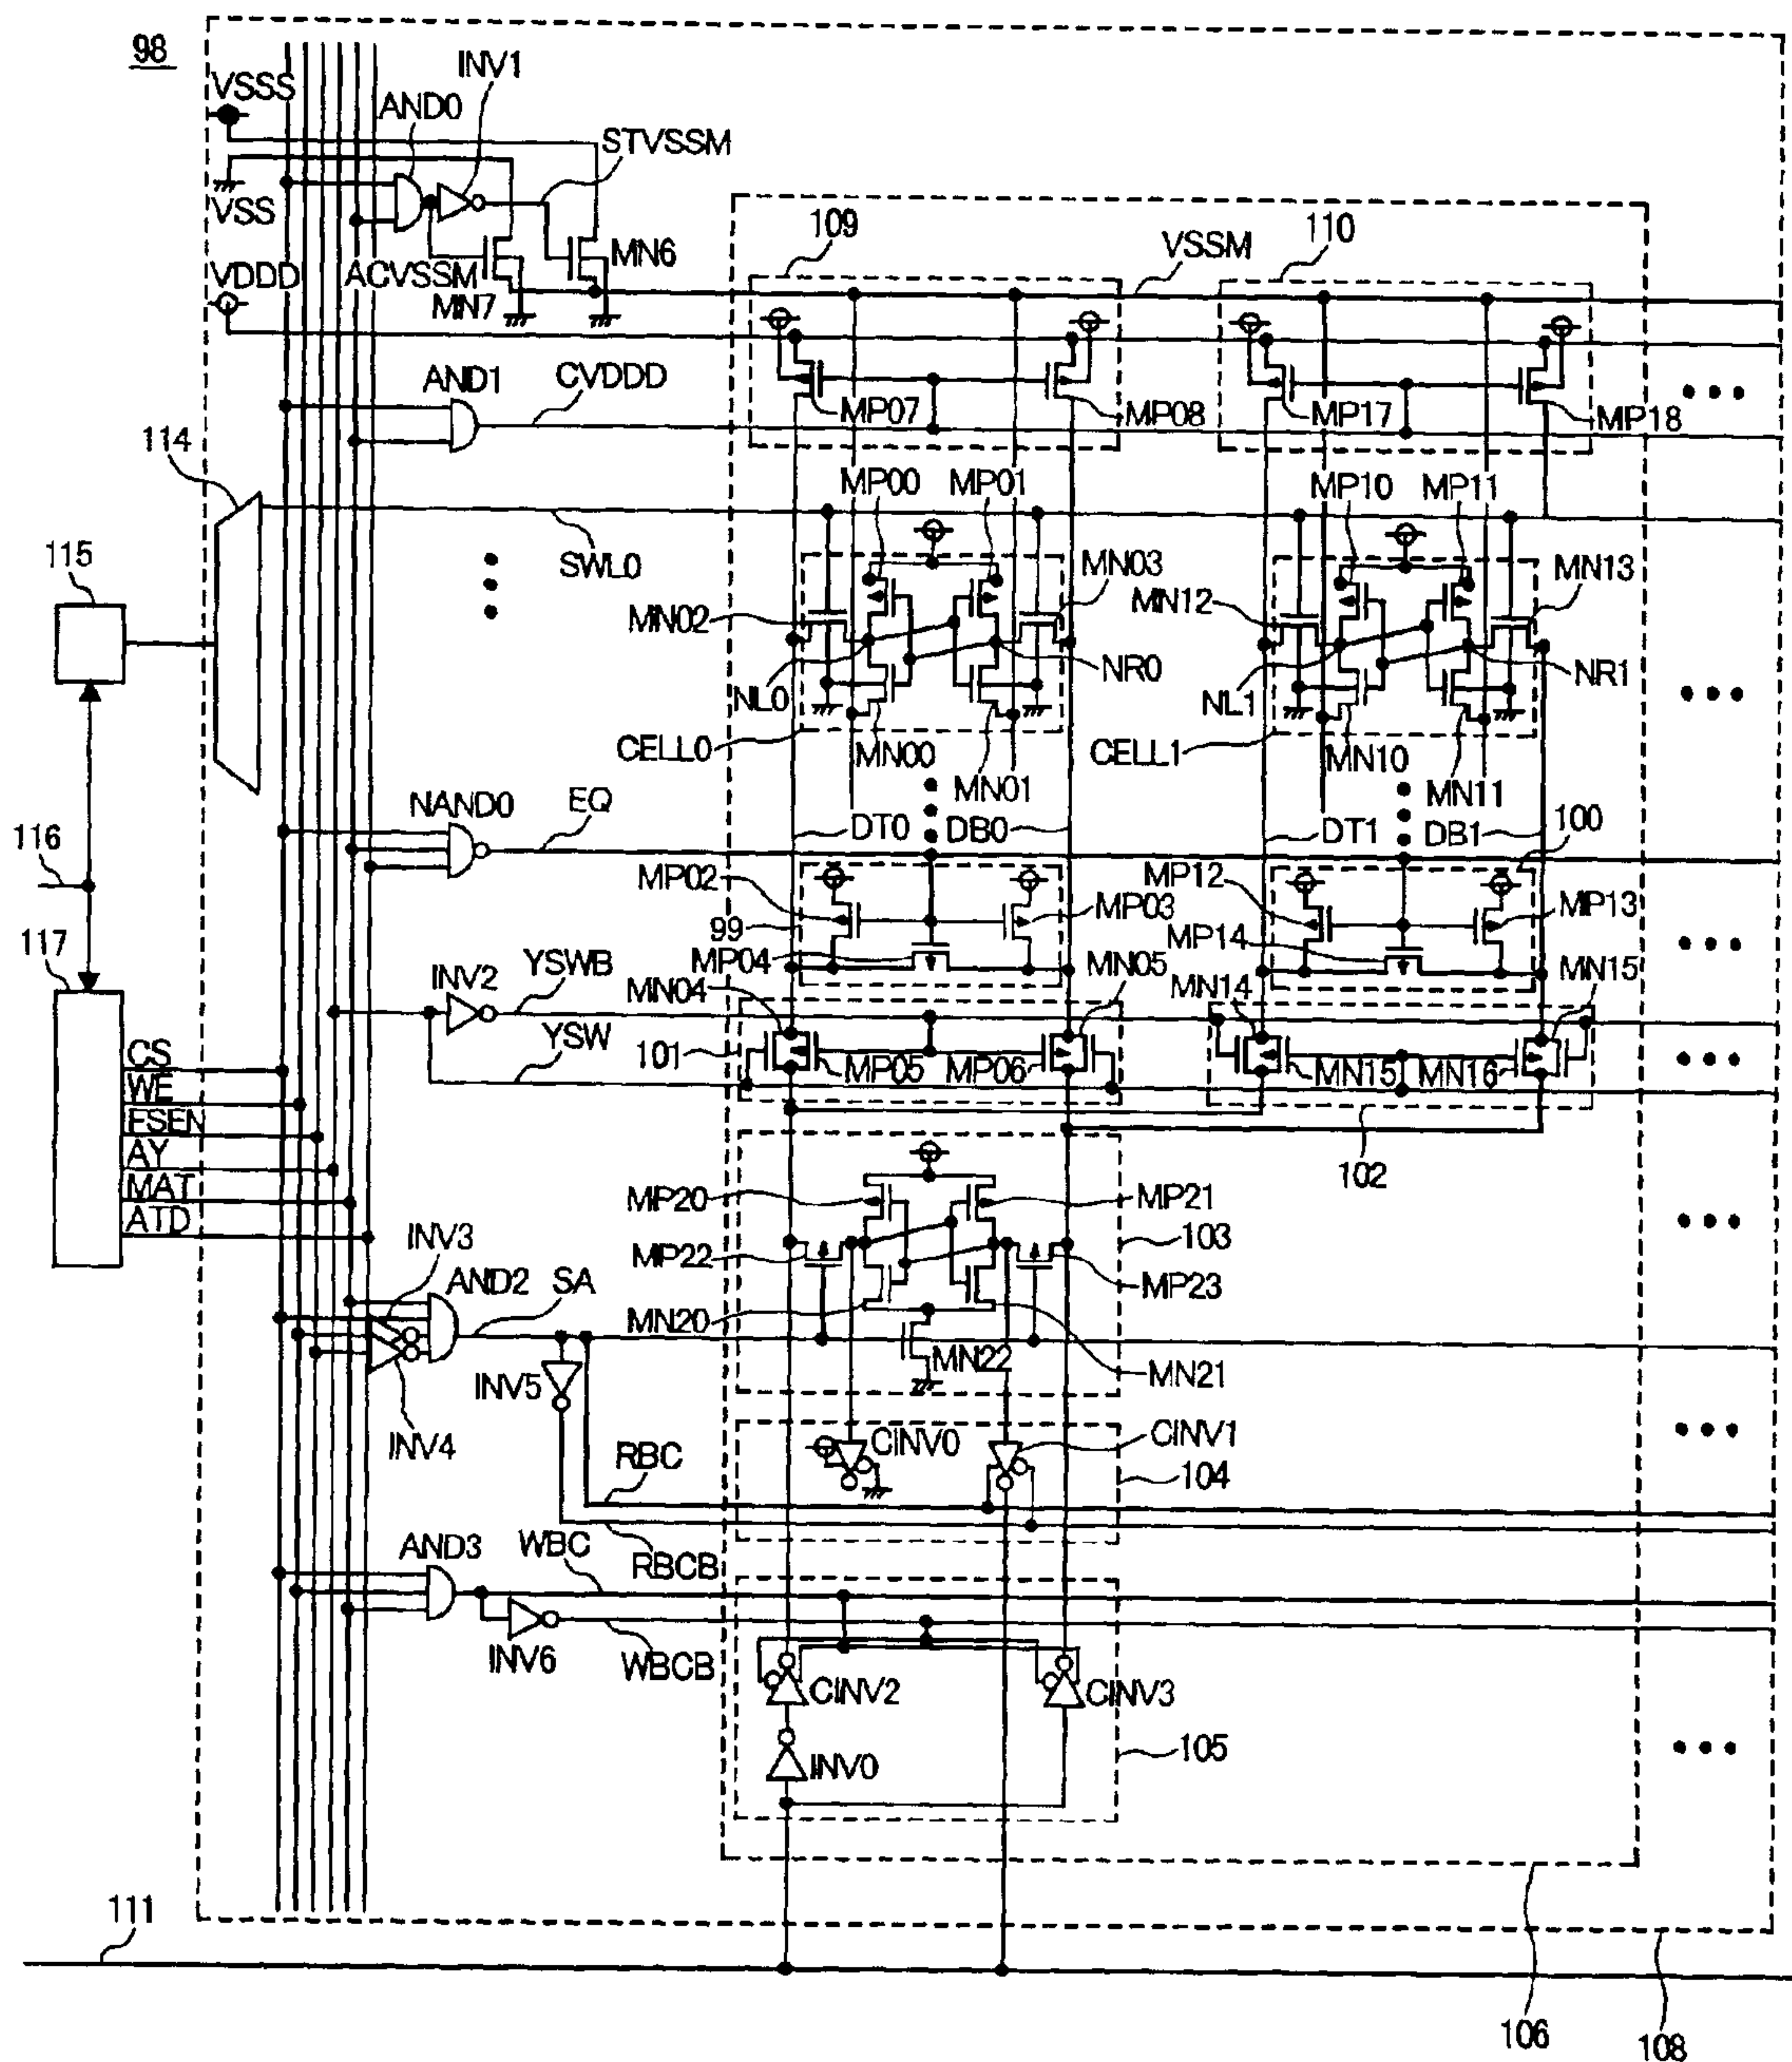 98
INV1
VSSS
AND0
STVSSM
VSS
109
VSSM
110
VDDD
ACVSSM
MN6
MN7
AND1
CVDDD
MP07
MP08
MP17
MP18
115
114
MP00
MP01
MP10
MP11
SWL0
MN03
MN13
MN02
MN12
NL0
NR0
NL1
NR1
CELL0
MN00
CELL1
MN10
MN01
MN11
NAND0
EQ
DT0
DB0
DT1
DB1
100
116
MP02
MP03
MP12
MP13
117
99
MP04
MP14
INV2
YSWB
MN04
MN05
MN14
MN15
YSW
101
MP05
MP06
MN15
MN16
CS
WE
FSEN
AY
MAT
ATD
102
MP20
MP21
INV3
103
MP22
AND2
SA
MP23
MN20
MN22
MN21
INV5
INV4
CINV0
CINV1
RBC
104
AND3
WBC
RBCB
INV6
WBCB
CINV2
CINV3
105
INV0
111
106
108